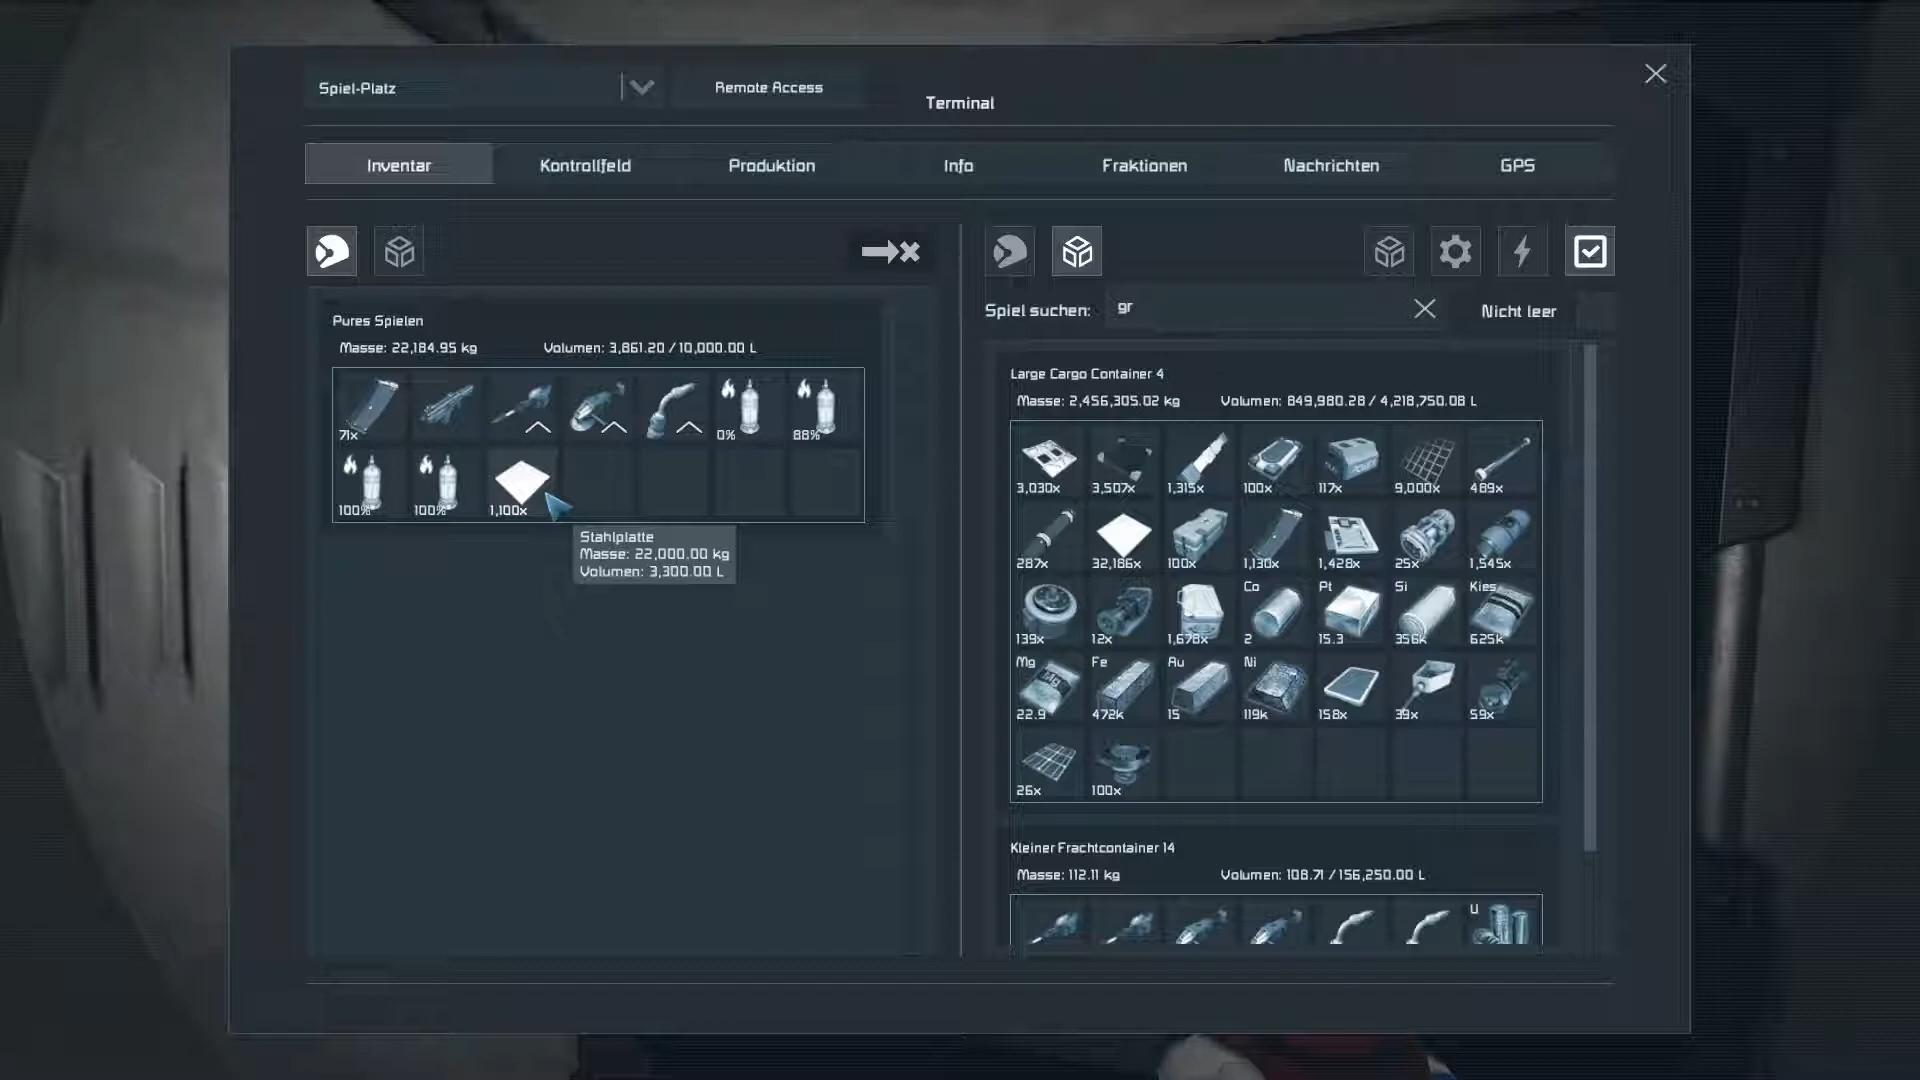 Spiel-Platz
Remote Access
Terminal
Inventar Kontrollfeld Produktion Info Fraktionen Nachrichten GPS
Spiel suchen: gr Nicht leer
Pures Spielen
Masse: 22,184.95 kg Volumen: 3,861.20 / 10,000.00 L
71x 0% 88%
100% 100% 1,100x
Stahlplatte
Masse: 22,000.00 kg
Volumen: 3,300.00 L
Large Cargo Container 4
Masse: 2,456,305.02 kg Volumen: 849,980.28 / 4,218,750.08 L
3,030x 3,507x 1,315x 100x 117x 9,000x 489x
287x 32,186x 100x 1,130x 1,428x 25x 1,545x
Co Pt Si Kies
139x 12x 1,678x 2 15.3 356k 625k
Mg Fe Au Ni
Mg
22.9 472k 15 119k 158x 39x 59x
26x 100x
Kleiner Frachtcontainer 14
Masse: 112.11 kg Volumen: 108.71 / 156,250.00 L
U